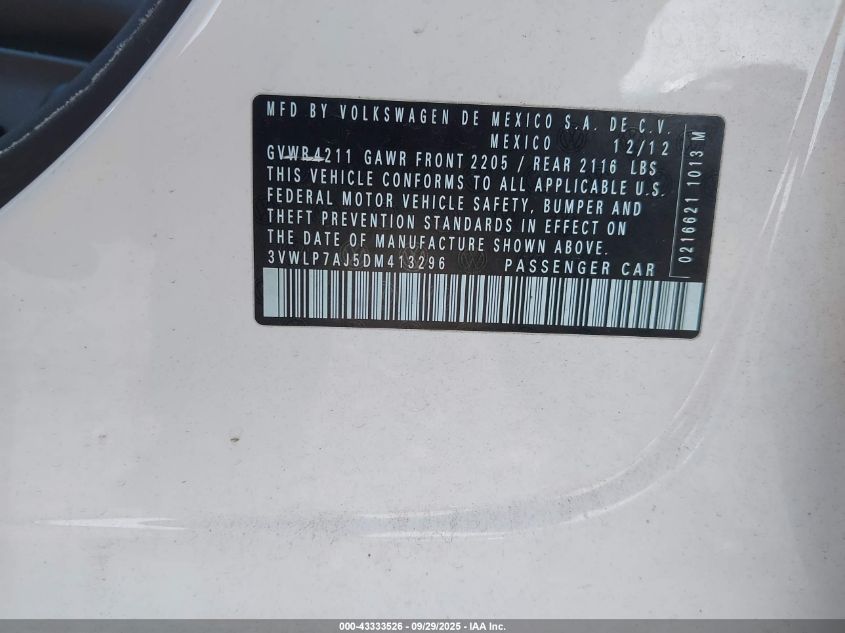 MFD BY VOLKSWAGEN DE MEXICO S.A. DE C.V.
MEXICO 12/12
GVWR 4211 GAWR FRONT 2205 / REAR 2116 LBS
THIS VEHICLE CONFORMS TO ALL APPLICABLE U.S.
FEDERAL MOTOR VEHICLE SAFETY, BUMPER AND
THEFT PREVENTION STANDARDS IN EFFECT ON
THE DATE OF MANUFACTURE SHOWN ABOVE.
3VWLP7AJ5DM413296 PASSENGER CAR
0216621 1013 M
000-43333526 - 09/29/2025 - IAA Inc.